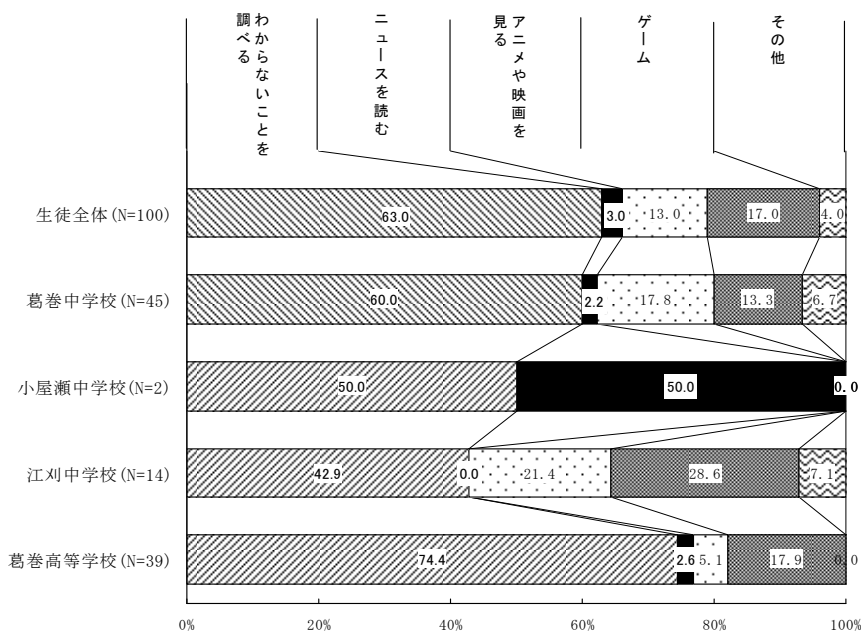 わからないことを
調べる
ニュースを読む
アニメや映画を
見る
ゲーム
その他
生徒全体(N=100)
63.0
3.0
13.0
17.0
4.0
葛巻中学校(N=45)
60.0
2.2
17.8
13.3
6.7
小屋瀬中学校(N=2)
50.0
50.0
0.0
江刈中学校(N=14)
42.9
0.0
21.4
28.6
7.1
葛巻高等学校(N=39)
74.4
2.6
5.1
17.9
0.0
0%
20%
40%
60%
80%
100%